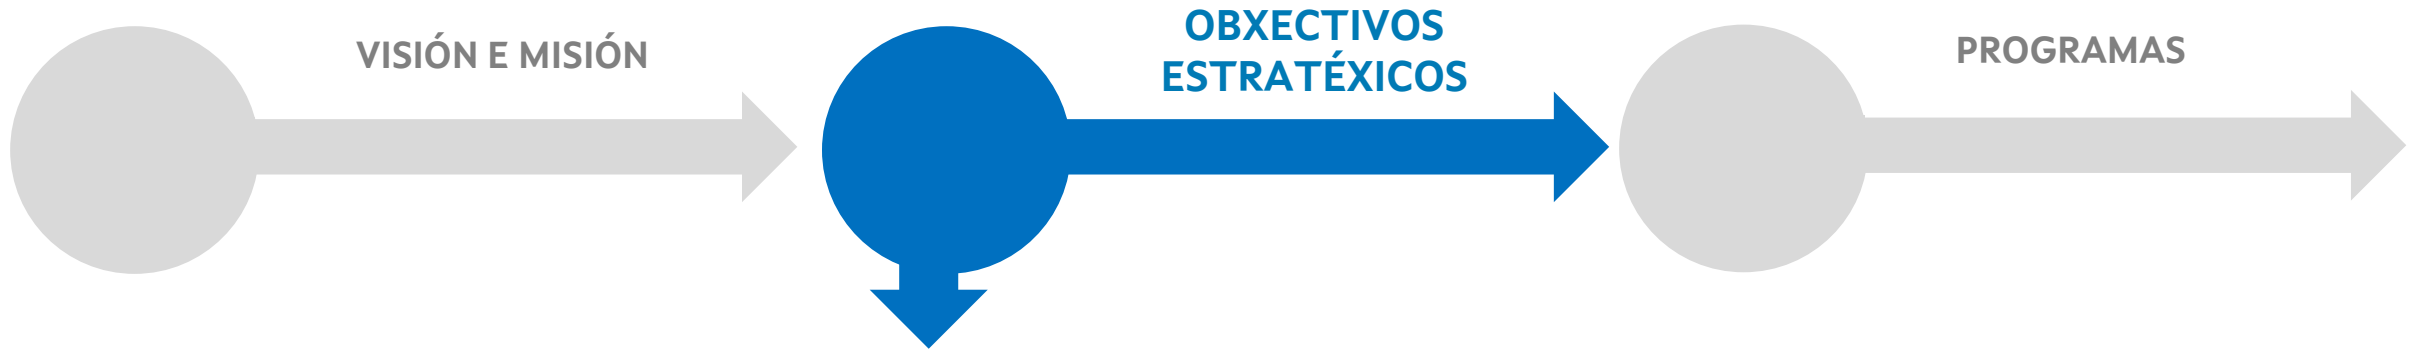 VISIÓN E MISIÓN
OBXECTIVOS
ESTRATÉXICOS
PROGRAMAS